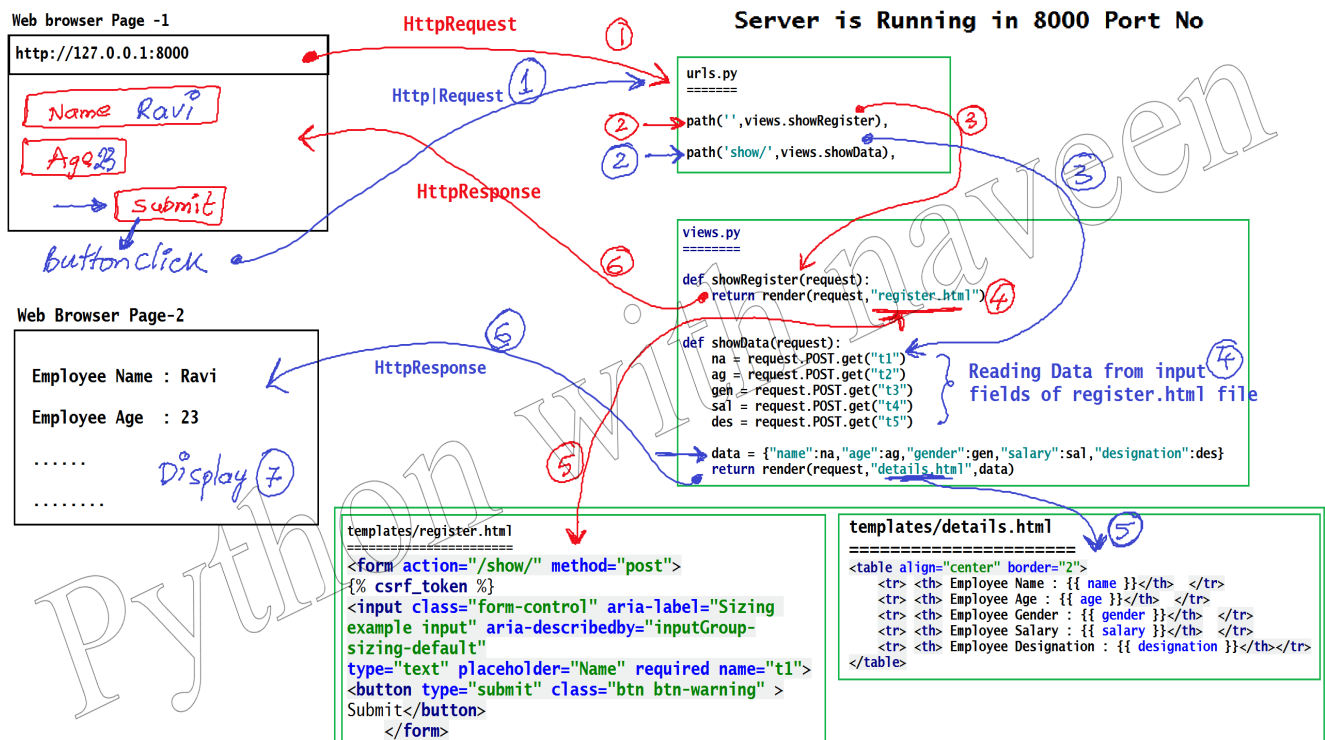 Server is Running in 8000 Port No
Web browser Page -1
http://127.0.0.1:8000
Name Ravi
Age 23
submit
buttonclick
HttpRequest
1
Http|Request
1
HttpResponse
6
urls.py
=======
2
path('',views.showRegister),
3
2
path('show/',views.showData),
3
views.py
========
def showRegister(request):
return render(request,"register.html")
4
def showData(request):
na = request.POST.get("t1")
ag = request.POST.get("t2")
gen = request.POST.get("t3")
sal = request.POST.get("t4")
des = request.POST.get("t5")
4
Reading Data from input
fields of register.html file
data = {"name":na,"age":ag,"gender":gen,"salary":sal,"designation":des}
return render(request,"details.html",data)
Web Browser Page-2
Employee Name : Ravi
Employee Age : 23
......
........
Display 7
6
HttpResponse
5
templates/register.html
=======================
<form action="/show/" method="post">
{% csrf_token %}
<input class="form-control" aria-label="Sizing
example input" aria-describedby="inputGroup-
sizing-default"
type="text" placeholder="Name" required name="t1">
<button type="submit" class="btn btn-warning" >
Submit</button>
</form>
5
templates/details.html
======================
<table align="center" border="2">
<tr> <th> Employee Name : {{ name }}</th> </tr>
<tr> <th> Employee Age : {{ age }}</th> </tr>
<tr> <th> Employee Gender : {{ gender }}</th> </tr>
<tr> <th> Employee Salary : {{ salary }}</th> </tr>
<tr> <th> Employee Designation : {{ designation }}</th></tr>
</table>
Python with naveen